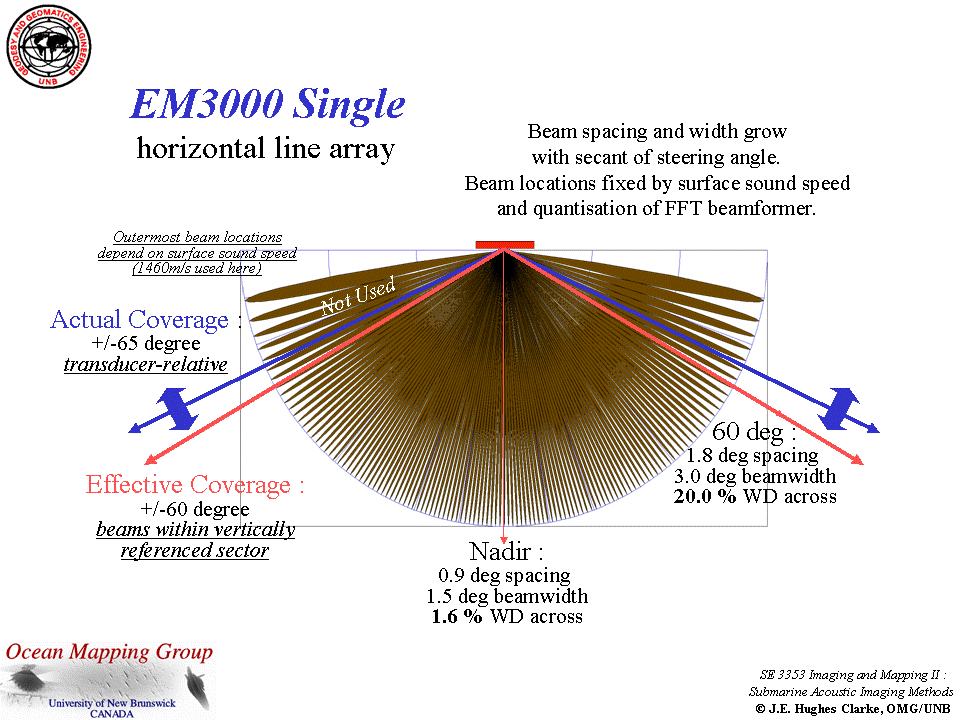 GEODESY AND GEOMATICS ENGINEERING
UNB
EM3000 Single
horizontal line array
Beam spacing and width grow
with secant of steering angle.
Beam locations fixed by surface sound speed
and quantisation of FFT beamformer.
Outermost beam locations
depend on surface sound speed
(1460m/s used here)
Not Used
Actual Coverage :
+/-65 degree
transducer-relative
60 deg :
1.8 deg spacing
3.0 deg beamwidth
20.0 % WD across
Effective Coverage :
+/-60 degree
beams within vertically
referenced sector
Nadir :
0.9 deg spacing
1.5 deg beamwidth
1.6 % WD across
Ocean Mapping Group
University of New Brunswick
CANADA
SE 3353 Imaging and Mapping II :
Submarine Acoustic Imaging Methods
© J.E. Hughes Clarke, OMG/UNB